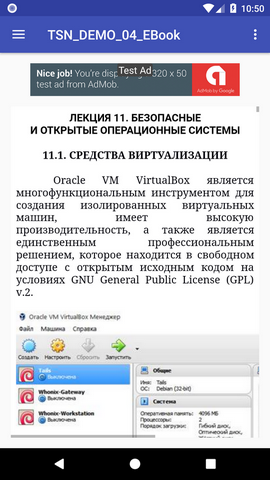 10:50
TSN_DEMO_04_EBook
Nice job! You're displaying a 320 x 50
Test Ad
test ad from AdMob.
AdMob by Google
ЛЕКЦИЯ 11. БЕЗОПАСНЫЕ
И ОТКРЫТЫЕ ОПЕРАЦИОННЫЕ СИСТЕМЫ
11.1. СРЕДСТВА ВИРТУАЛИЗАЦИИ
Oracle VM VirtualBox является
многофункциональным инструментом для
создания изолированных виртуальных
машин, имеет высокую
производительность, а также является
единственным профессиональным
решением, которое находится в свободном
доступе с открытым исходным кодом на
условиях GNU General Public License (GPL)
v.2.
Oracle VM VirtualBox Менеджер
Файл Машина Справка
Создать Настроить Сбросить Запустить
Tails
Выключена
Whonix-Gateway
Выключена
Whonix-Workstation
Выключена
Общие
Имя: Tails
ОС: Debian (32-bit)
Система
Оперативная память: 4096 МБ
Процессоры: 2
Порядок загрузки: Гибкий диск,